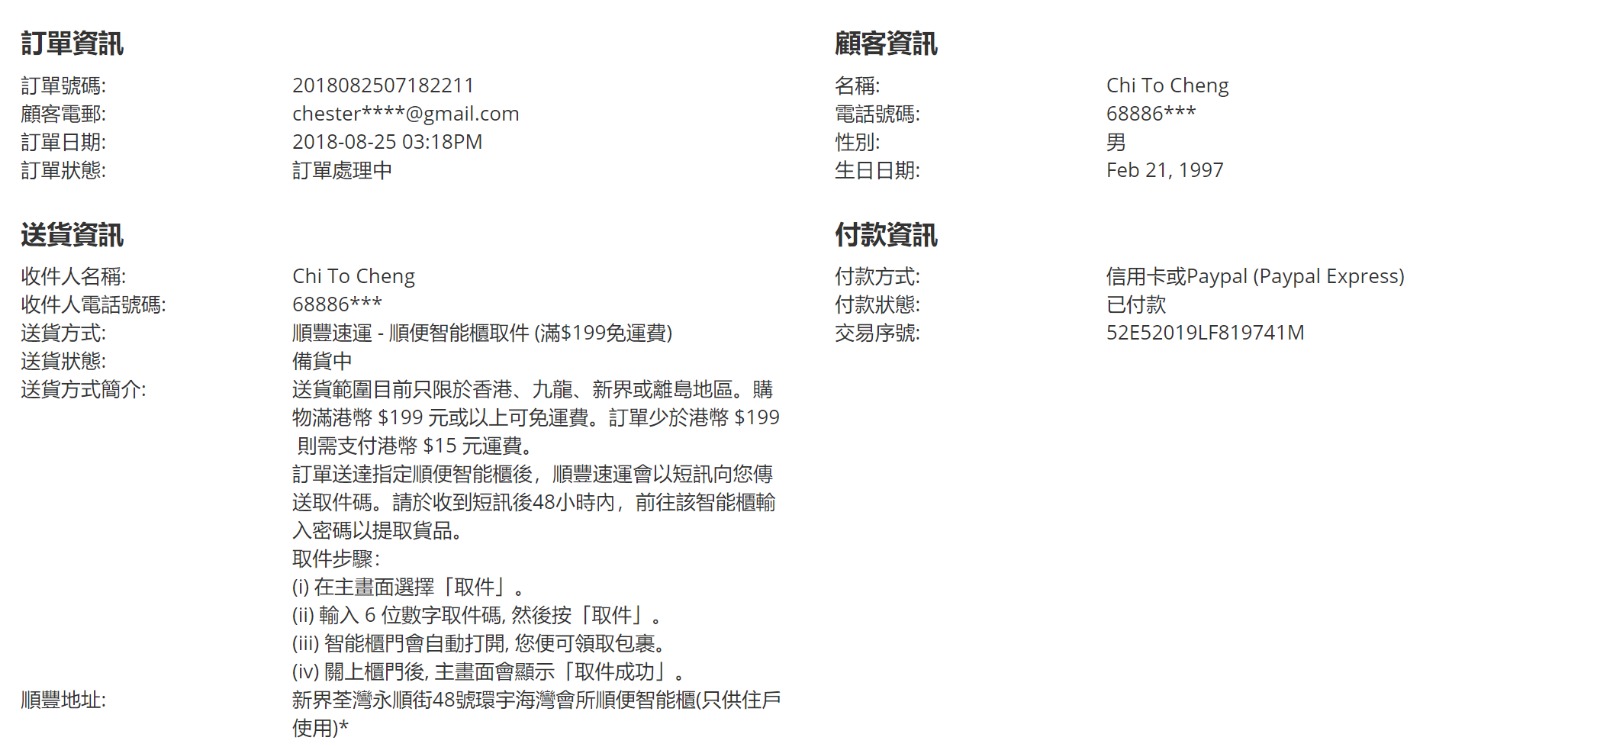 訂單資訊
訂單號碼: 2018082507182211
顧客電郵: chester****@gmail.com
訂單日期: 2018-08-25 03:18PM
訂單狀態: 訂單處理中
顧客資訊
名稱: Chi To Cheng
電話號碼: 68886***
性別: 男
生日日期: Feb 21, 1997
送貨資訊
收件人名稱: Chi To Cheng
收件人電話號碼: 68886***
送貨方式: 順豐速運 - 順便智能櫃取件 (滿$199免運費)
送貨狀態: 備貨中
送貨方式簡介: 送貨範圍目前只限於香港、九龍、新界或離島地區。購
物滿港幣 $199 元或以上可免運費。訂單少於港幣 $199
則需支付港幣 $15 元運費。
訂單送達指定順便智能櫃後，順豐速運會以短訊向您傳
送取件碼。請於收到短訊後48小時內，前往該智能櫃輸
入密碼以提取貨品。
取件步驟：
(i) 在主畫面選擇「取件」。
(ii) 輸入 6 位數字取件碼, 然後按「取件」。
(iii) 智能櫃門會自動打開, 您便可領取包裹。
(iv) 關上櫃門後, 主畫面會顯示「取件成功」。
順豐地址: 新界荃灣永順街48號環宇海灣會所順便智能櫃(只供住戶
使用)*
付款資訊
付款方式: 信用卡或Paypal (Paypal Express)
付款狀態: 已付款
交易序號: 52E52019LF819741M